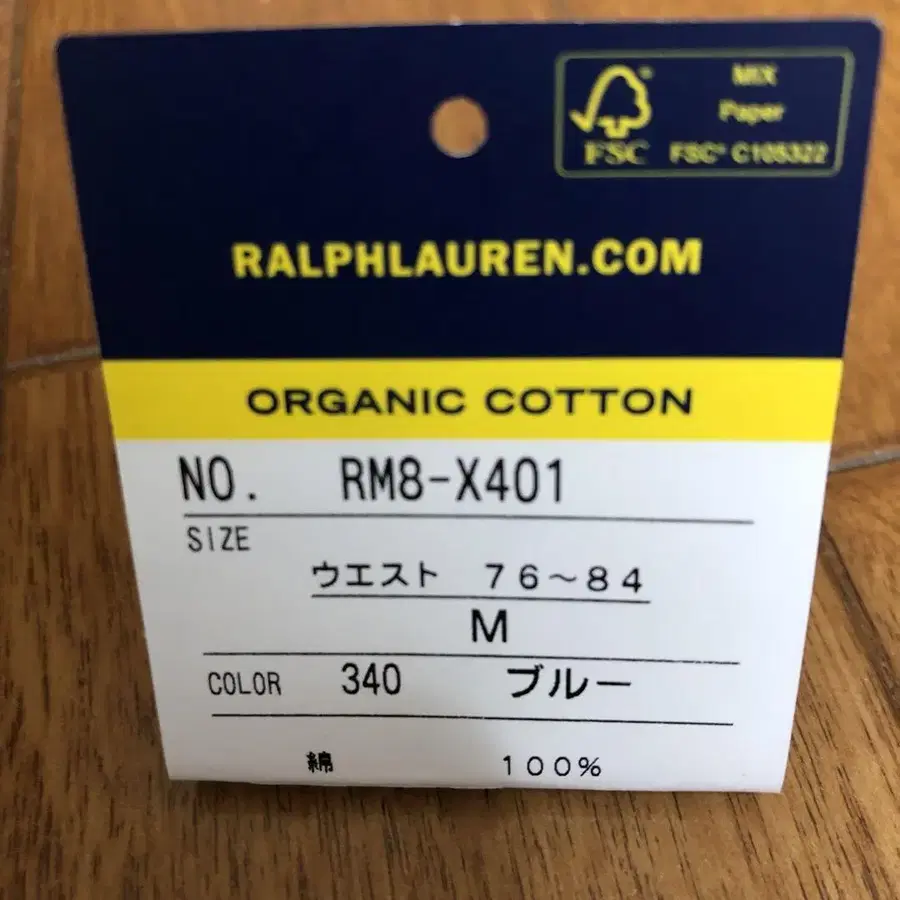 MIX
Paper
FSC FSC® C105322
RALPHLAUREN.COM
ORGANIC COTTON
NO. RM8-X401
SIZE
ウエスト 76～84
M
COLOR 340 ブルー
綿 100%